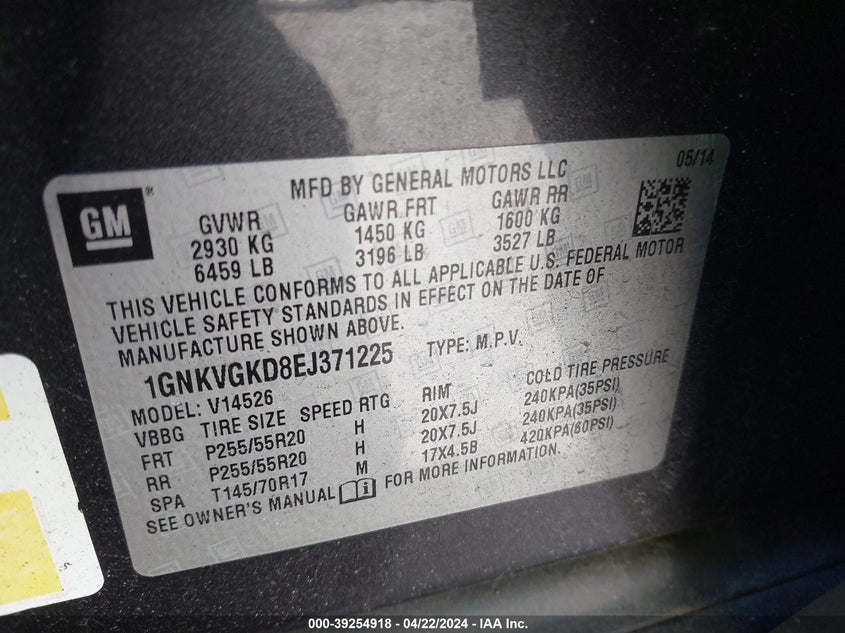 05/14
GM ®
MFD BY GENERAL MOTORS LLC
GVWR GAWR FRT GAWR RR
2930 KG 1450 KG 1600 KG
6459 LB 3196 LB 3527 LB
THIS VEHICLE CONFORMS TO ALL APPLICABLE U.S. FEDERAL MOTOR
VEHICLE SAFETY STANDARDS IN EFFECT ON THE DATE OF
MANUFACTURE SHOWN ABOVE.
1GNKVGKD8EJ371225 TYPE: M.P.V.
MODEL: V14526
VBBG TIRE SIZE SPEED RTG RIM COLD TIRE PRESSURE
FRT P255/55R20 H 20X7.5J 240KPA(35PSI)
RR P255/55R20 H 20X7.5J 240KPA(35PSI)
SPA T145/70R17 M 17X4.5B 420KPA(60PSI)
SEE OWNER'S MANUAL i FOR MORE INFORMATION.
000-39254918 - 04/22/2024 - IAA Inc.